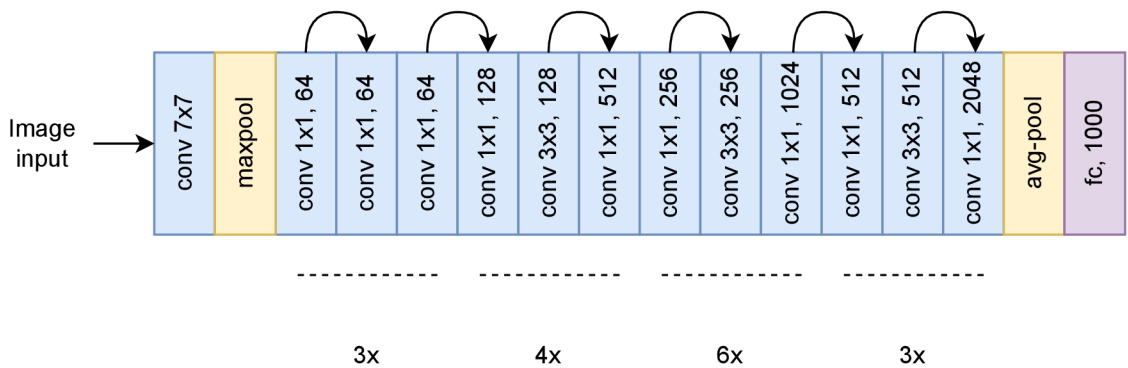 Image
input
conv 7x7
maxpool
conv 1x1, 64
conv 1x1, 64
conv 1x1, 64
conv 1x1, 128
conv 3x3, 128
conv 1x1, 512
conv 1x1, 256
conv 3x3, 256
conv 1x1, 1024
conv 1x1, 512
conv 3x3, 512
conv 1x1, 2048
avg-pool
fc, 1000
3x
4x
6x
3x